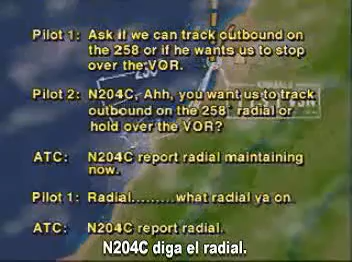 Pilot 1: Ask if we can track outbound on
the 258 or if he wants us to stop
over the VOR.
Pilot 2: N204C, Ahh, you want us to track
outbound on the 258° radial or
hold over the VOR?
ATC: N204C report radial maintaining
now.
Pilot 1: Radial.........what radial ya on
ATC: N204C report radial.
N204C diga el radial.